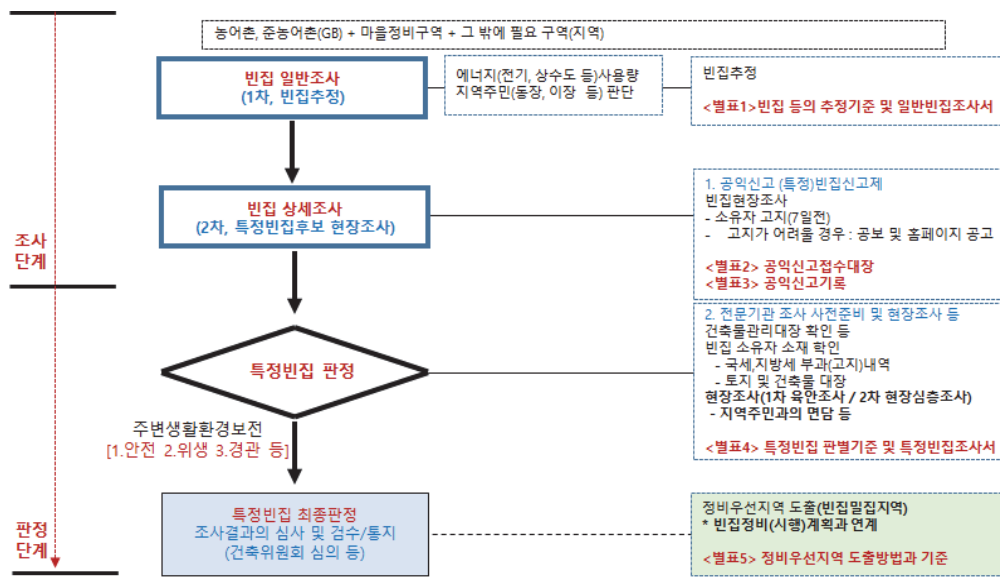 농어촌, 준농어촌(GB) + 마을정비구역 + 그 밖에 필요 구역(지역)
빈집 일반조사
(1차, 빈집추정)
에너지(전기, 상수도 등)사용량
지역주민(동장, 이장 등) 판단
빈집추정
<별표1>빈집 등의 추정기준 및 일반빈집조사서
빈집 상세조사
(2차, 특정빈집후보 현장조사)
1. 공익신고 (특정)빈집신고제
빈집현장조사
- 소유자 고지(7일전)
- 고지가 어려울 경우 : 공보 및 홈페이지 공고
<별표2> 공익신고접수대장
<별표3> 공익신고기록
조사
단계
특정빈집 판정
2. 전문기관 조사 사전준비 및 현장조사 등
건축물관리대장 확인 등
빈집 소유자 소재 확인
- 국세,지방세 부과(고지)내역
- 토지 및 건축물 대장
현장조사(1차 육안조사 / 2차 현장심층조사)
- 지역주민과의 면담 등
<별표4> 특정빈집 판별기준 및 특정빈집조사서
주변생활환경보전
[1.안전 2.위생 3.경관 등]
특정빈집 최종판정
조사결과의 심사 및 검수/통지
(건축위원회 심의 등)
정비우선지역 도출(빈집밀집지역)
* 빈집정비(시행)계획과 연계
<별표5> 정비우선지역 도출방법과 기준
판정
단계